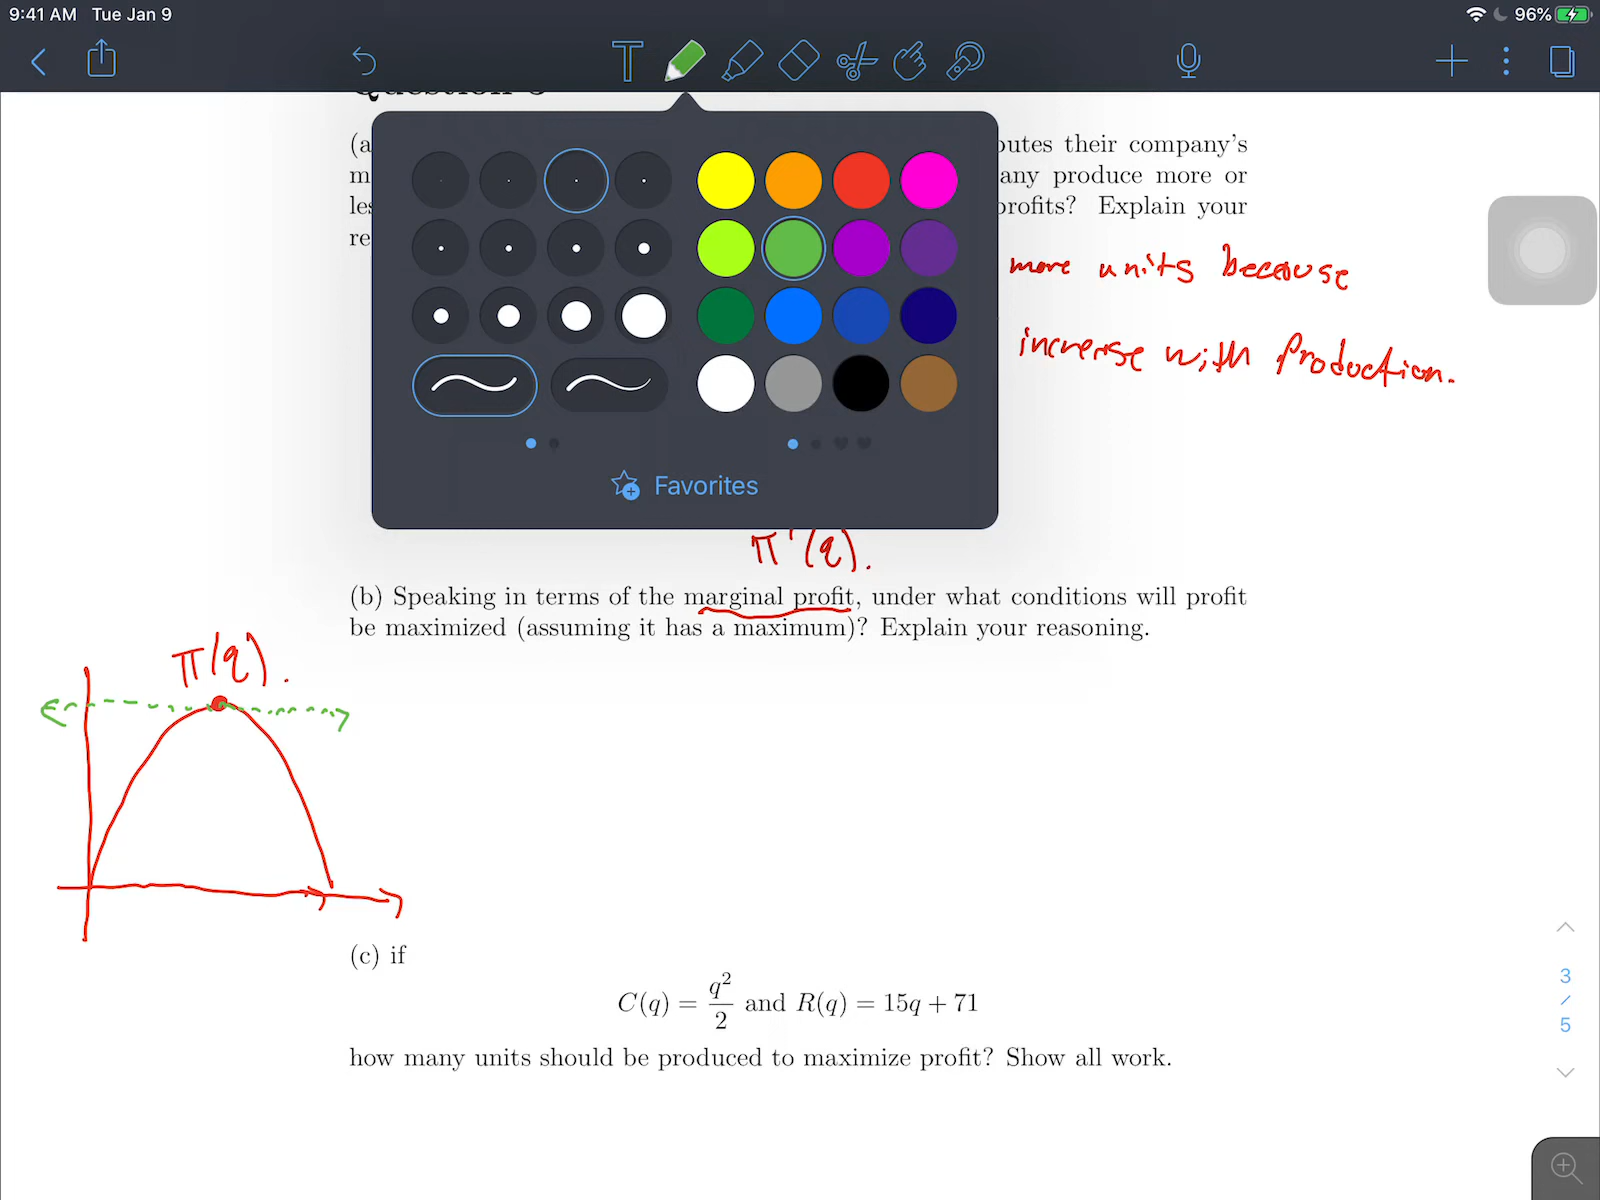 9:41 AM Tue Jan 9
96%
T
(a
outes their company's
m
any produce more or
les
profits? Explain your
re
more units because
increase with Production.
Favorites
π'(q).
(b) Speaking in terms of the marginal profit, under what conditions will profit
be maximized (assuming it has a maximum)? Explain your reasoning.
π(q).
(c) if
C(q) = q²/2 and R(q) = 15q + 71
how many units should be produced to maximize profit? Show all work.
3
/
5